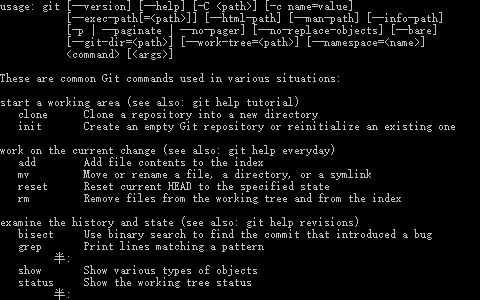 usage: git [--version] [--help] [-C <path>] [-c name=value]
[--exec-path[=<path>]] [--html-path] [--man-path] [--info-path]
[-p | --paginate | --no-pager] [--no-replace-objects] [--bare]
[--git-dir=<path>] [--work-tree=<path>] [--namespace=<name>]
<command> [<args>]
These are common Git commands used in various situations:
start a working area (see also: git help tutorial)
clone Clone a repository into a new directory
init Create an empty Git repository or reinitialize an existing one
work on the current change (see also: git help everyday)
add Add file contents to the index
mv Move or rename a file, a directory, or a symlink
reset Reset current HEAD to the specified state
rm Remove files from the working tree and from the index
examine the history and state (see also: git help revisions)
bisect Use binary search to find the commit that introduced a bug
grep Print lines matching a pattern
半:
show Show various types of objects
status Show the working tree status
半: